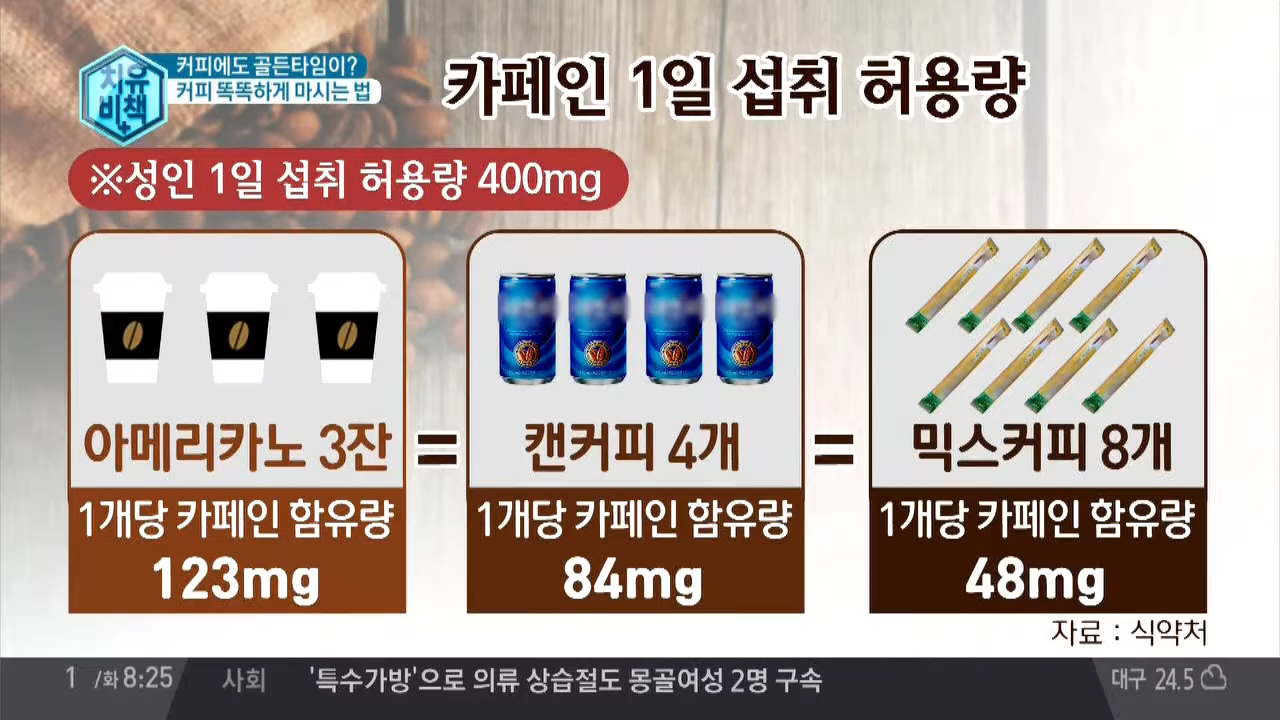 치유
비책
커피에도 골든타임이?
커피 똑똑하게 마시는 법
카페인 1일 섭취 허용량
※성인 1일 섭취 허용량 400mg
아메리카노 3잔 = 캔커피 4개 = 믹스커피 8개
1개당 카페인 함유량
123mg
1개당 카페인 함유량
84mg
1개당 카페인 함유량
48mg
자료 : 식약처
1 /화 8:25 사회 '특수가방'으로 의류 상습절도 몽골여성 2명 구속 대구 24.5